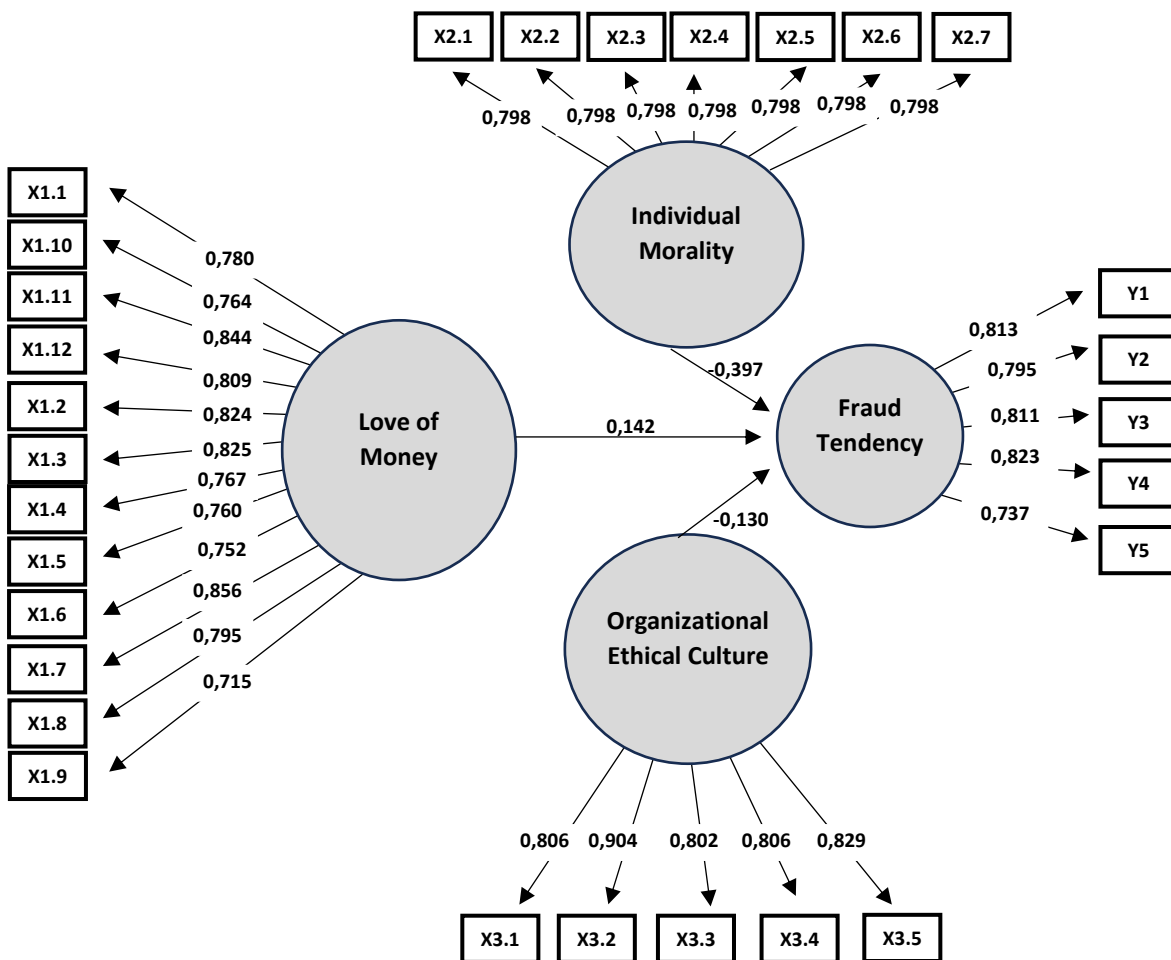 X2.1
X2.2
X2.3
X2.4
X2.5
X2.6
X2.7
0,798
0,798
0,798
0,798
0,798
0,798
0,798
Individual
Morality
X1.1
X1.10
X1.11
X1.12
X1.2
X1.3
X1.4
X1.5
X1.6
X1.7
X1.8
X1.9
0,780
0,764
0,844
0,809
0,824
0,825
0,767
0,760
0,752
0,856
0,795
0,715
Love of
Money
-0,397
0,142
-0,130
Fraud
Tendency
0,813
0,795
0,811
0,823
0,737
Y1
Y2
Y3
Y4
Y5
Organizational
Ethical Culture
0,806
0,904
0,802
0,806
0,829
X3.1
X3.2
X3.3
X3.4
X3.5